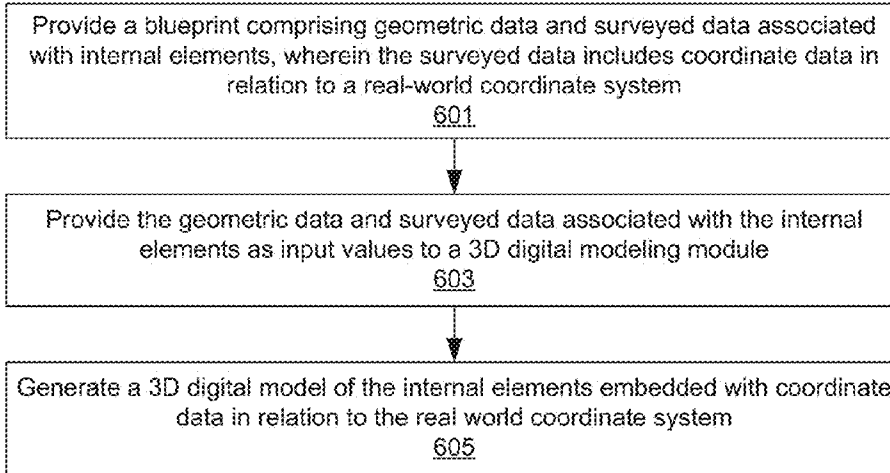 Provide a blueprint comprising geometric data and surveyed data associated
with internal elements, wherein the surveyed data includes coordinate data in
relation to a real-world coordinate system
601
Provide the geometric data and surveyed data associated with the internal
elements as input values to a 3D digital modeling module
603
Generate a 3D digital model of the internal elements embedded with coordinate
data in relation to the real world coordinate system
605